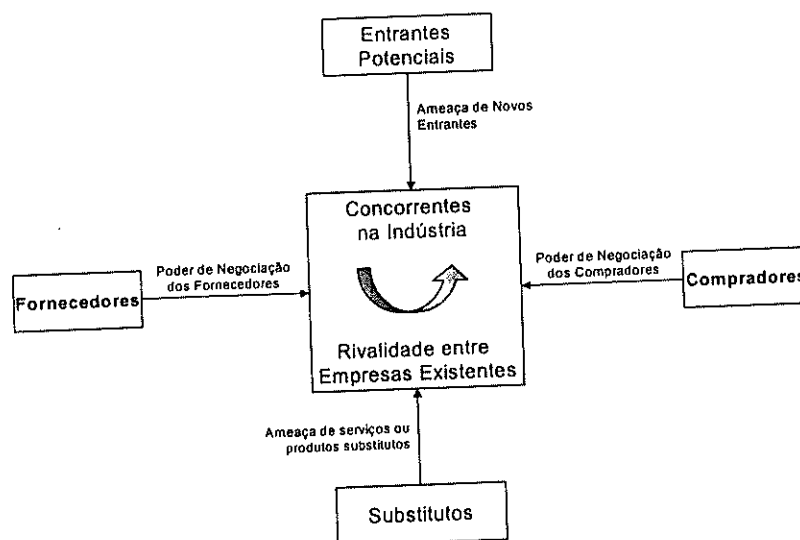 Entrantes
Potenciais
Ameaça de Novos
Entrantes
Concorrentes
na Indústria
Poder de Negociação
dos Fornecedores
Poder de Negociação
dos Compradores
Fornecedores
Compradores
Rivalidade entre
Empresas Existentes
Ameaça de serviços ou
produtos substitutos
Substitutos